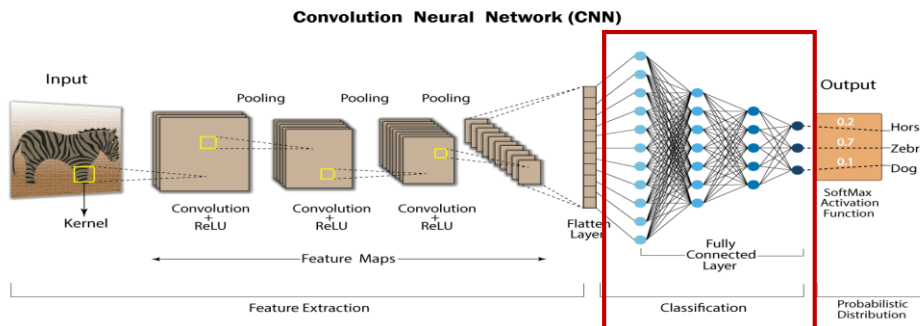 Convolution Neural Network (CNN)
Input
Output
Pooling
Pooling
Pooling
0.2
0.7
0.1
Hors
Zebr
Dog
Kernel
Convolution
+
ReLU
Convolution
+
ReLU
Convolution
+
ReLU
Flatten
Layer
SoftMax
Activation
Function
Feature Maps
Fully
Connected
Layer
Feature Extraction
Classification
Probabilistic
Distribution